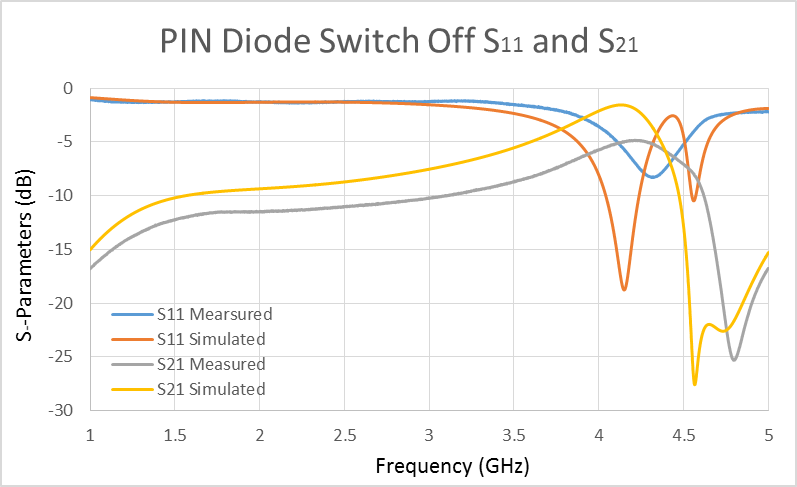 PIN Diode Switch Off S11 and S21
0
-5
-10
-15
-20
-25
-30
S--Parameters (dB)
S11 Mearsured
S11 Simulated
S21 Measured
S21 Simulated
1 1.5 2 2.5 3 3.5 4 4.5 5
Frequency (GHz)